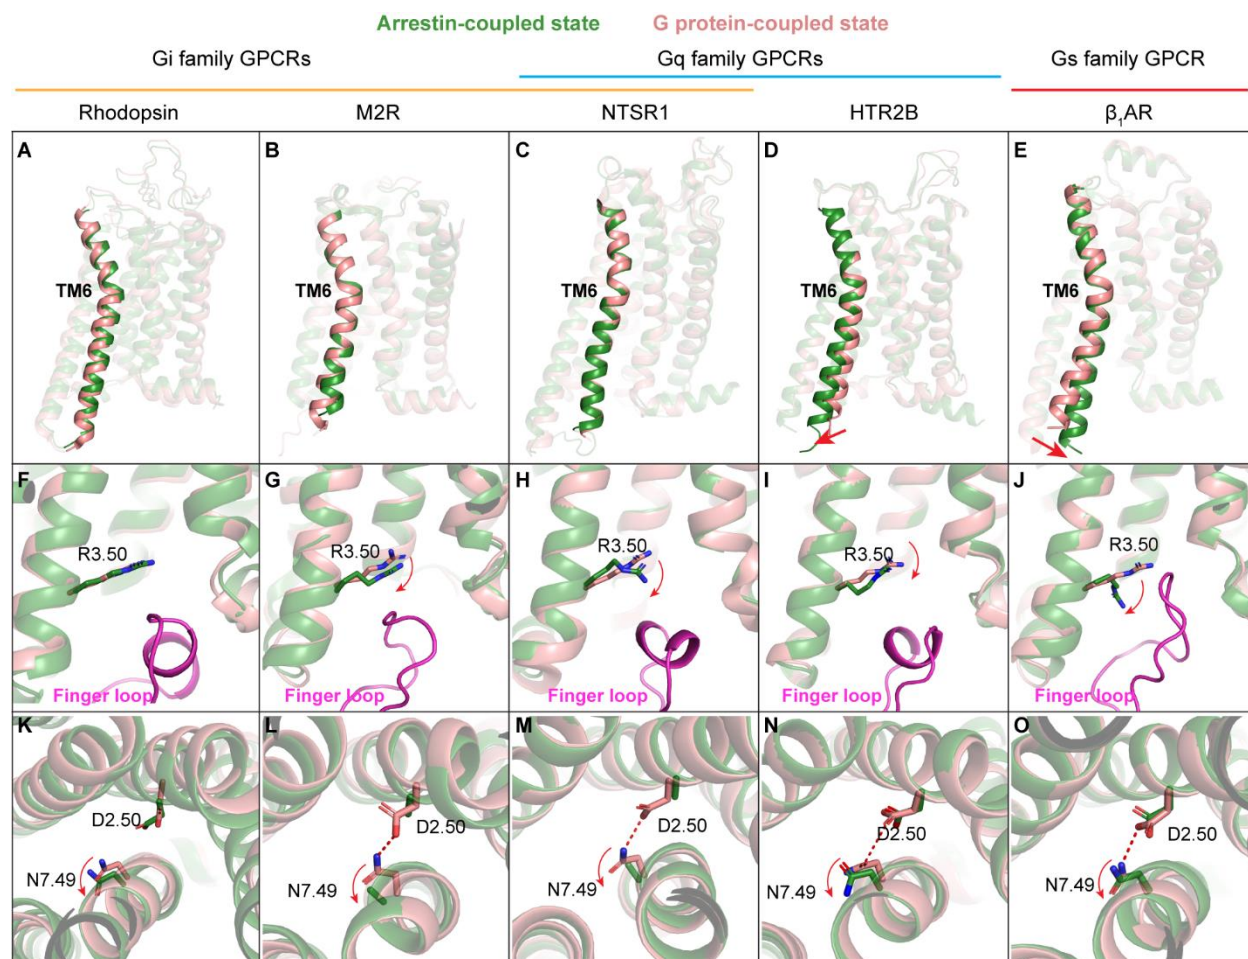 Arrestin-coupled state G protein-coupled state
Gi family GPCRs Gq family GPCRs Gs family GPCR
Rhodopsin M2R NTSR1 HTR2B β₁AR
A B C D E
TM6 TM6 TM6 TM6 TM6
F G H I J
R3.50 R3.50 R3.50 R3.50 R3.50
Finger loop Finger loop Finger loop Finger loop Finger loop
K L M N O
D2.50 D2.50 D2.50 D2.50 D2.50
N7.49 N7.49 N7.49 N7.49 N7.49